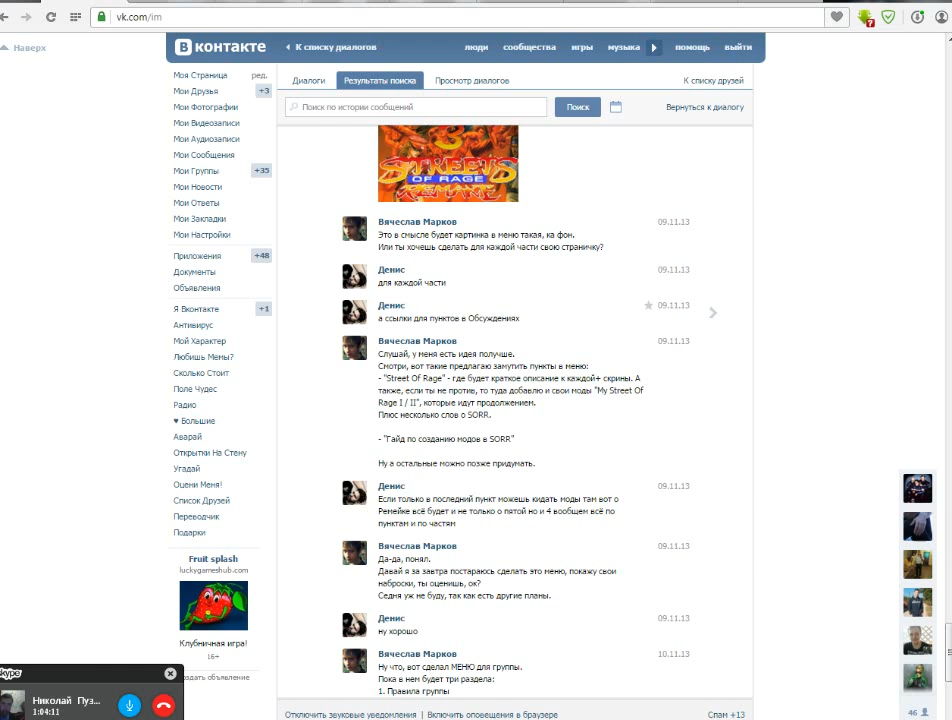 vk.com/im
Наверх
В контакте
К списку диалогов
люди сообщества игры музыка помощь выйти
Моя Страница ред.
Мои Друзья +3
Мои Фотографии
Мои Видеозаписи
Мои Аудиозаписи
Мои Сообщения
Мои Группы +35
Мои Новости
Мои Ответы
Мои Закладки
Мои Настройки
Приложения +48
Документы
Объявления
Я Вконтакте +1
Антивирус
Мой Характер
Любишь Мемы?
Сколько Стоит
Поле Чудес
Радио
♥ Большие
Аварай
Открытки На Стену
Угадай
Оцени Меня!
Список Друзей
Переводчик
Подарки
Fruit splash
luckygameshub.com
Клубничная игра!
16+
оздать объявление
Диалоги Результаты поиска Просмотр диалогов К списку друзей
Поиск по истории сообщений Поиск Вернуться к диалогу
3
STREETS
OF RAGE
REMAKE
Вячеслав Марков 09.11.13
Это в смысле будет картинка в меню такая, ка фон.
Или ты хочешь сделать для каждой части свою страничку?
Денис 09.11.13
для каждой части
Денис 09.11.13
а ссылки для пунктов в Обсуждениях
Вячеслав Марков 09.11.13
Слушай, у меня есть идея получше.
Смотри, вот такие предлагаю замутить пункты в меню:
- "Street Of Rage" - где будет краткое описание к каждой+ скрины. А
также, если ты не против, то туда добавлю и свои моды "My Street Of
Rage I / II", которые идут продолжением.
Плюс несколько слов о SORR.
- "Гайд по созданию модов в SORR"
Ну а остальные можно позже придумать.
Денис 09.11.13
Если только в последний пункт можешь кидать моды там вот о
Ремейке всё будет и не только о пятой но и 4 вообщем всё по
пунктам и по частям
Вячеслав Марков 09.11.13
Да-да, понял.
Давай я за завтра постараюсь сделать это меню, покажу свои
наброски, ты оценишь, ок?
Седня уж не буду, так как есть другие планы.
Денис 09.11.13
ну хорошо
Вячеслав Марков 10.11.13
Ну что, вот сделал МЕНЮ для группы.
Пока в нем будет три раздела:
1. Правила группы
Отключить звуковые уведомления | Включить оповещения в браузере Спам +13
46
skype
Николай Пуз...
1:04:11